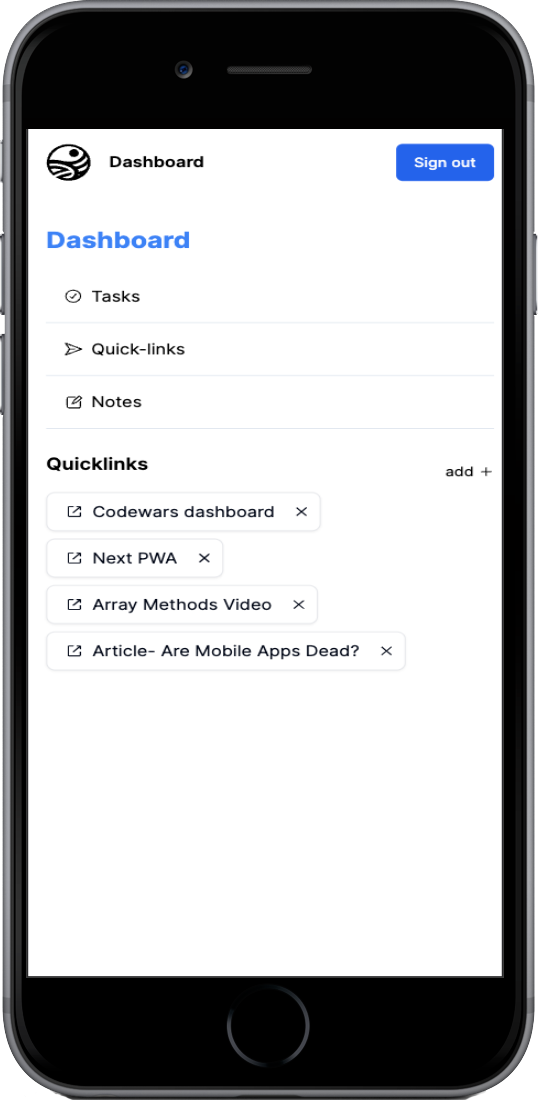 Dashboard
Sign out
Dashboard
Tasks
Quick-links
Notes
Quicklinks
add +
Codewars dashboard ×
Next PWA ×
Array Methods Video ×
Article- Are Mobile Apps Dead? ×